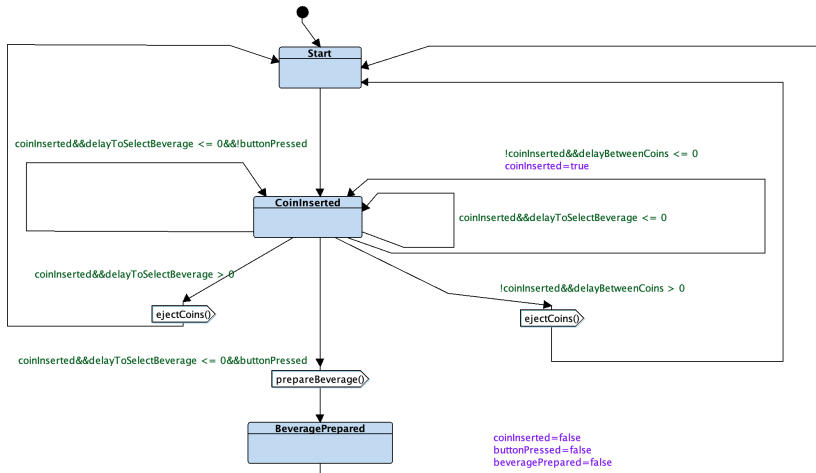 Start
coinInserted&&delayToSelectBeverage <= 0&&!buttonPressed
!coinInserted&&delayBetweenCoins <= 0
coinInserted=true
CoinInserted
coinInserted&&delayToSelectBeverage <= 0
coinInserted&&delayToSelectBeverage > 0
!coinInserted&&delayBetweenCoins > 0
ejectCoins()
ejectCoins()
coinInserted&&delayToSelectBeverage <= 0&&buttonPressed
prepareBeverage()
BeveragePrepared
coinInserted=false
buttonPressed=false
beveragePrepared=false